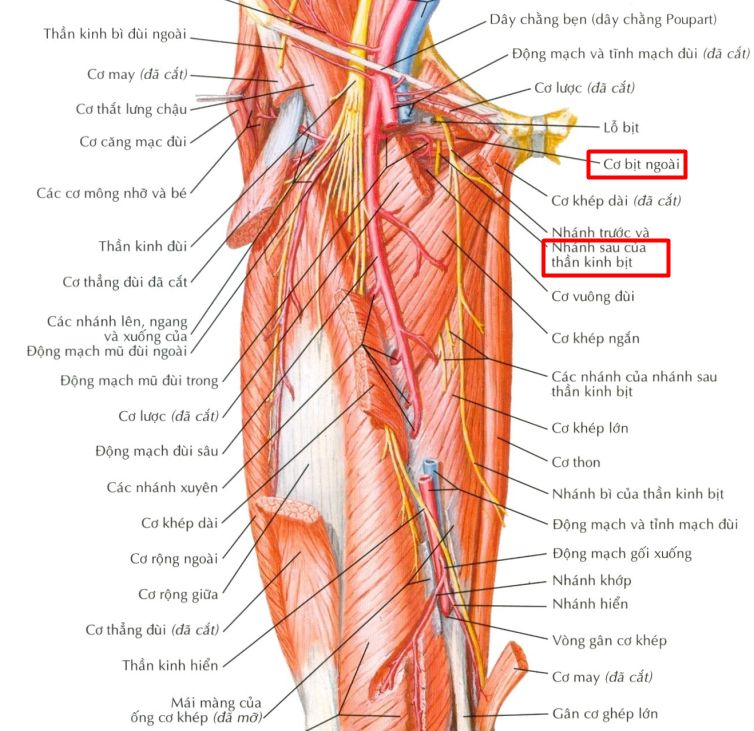 Thần kinh bì đùi ngoài
Cơ may (đã cắt)
Cơ thắt lưng chậu
Cơ căng mạc đùi
Các cơ mông nhỡ và bé
Thần kinh đùi
Cơ thẳng đùi đã cắt
Các nhánh lên, ngang
và xuống của
Động mạch mũ đùi ngoài
Động mạch mũ đùi trong
Cơ lược (đã cắt)
Động mạch đùi sâu
Các nhánh xuyên
Cơ khép dài
Cơ rộng ngoài
Cơ rộng giữa
Cơ thẳng đùi (đã cắt)
Thần kinh hiển
Mái màng của
ống cơ khép (đã mở)
Dây chằng bẹn (dây chằng Poupart)
Động mạch và tĩnh mạch đùi (đã cắt)
Cơ lược (đã cắt)
Lỗ bịt
Cơ bịt ngoài
Cơ khép dài (đã cắt)
Nhánh trước và
Nhánh sau của
thần kinh bịt
Cơ vuông đùi
Cơ khép ngắn
Các nhánh của nhánh sau
thần kinh bịt
Cơ khép lớn
Cơ thon
Nhánh bì của thần kinh bịt
Động mạch và tỉnh mạch đùi
Động mạch gối xuống
Nhánh khớp
Nhánh hiển
Vòng gân cơ khép
Cơ may (đã cắt)
Gân cơ ghép lớn